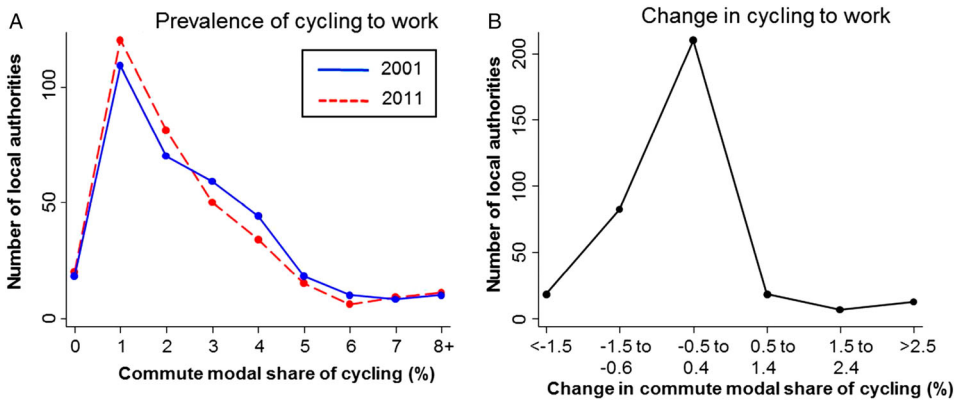 A
Prevalence of cycling to work
Number of local authorities
100
50
0
2001
2011
0 1 2 3 4 5 6 7 8+
Commute modal share of cycling (%)
B
Change in cycling to work
Number of local authorities
200
150
100
50
0
<-1.5 -1.5 to -0.5 to 0.5 to 1.5 to >2.5
-0.6 0.4 1.4 2.4
Change in commute modal share of cycling (%)